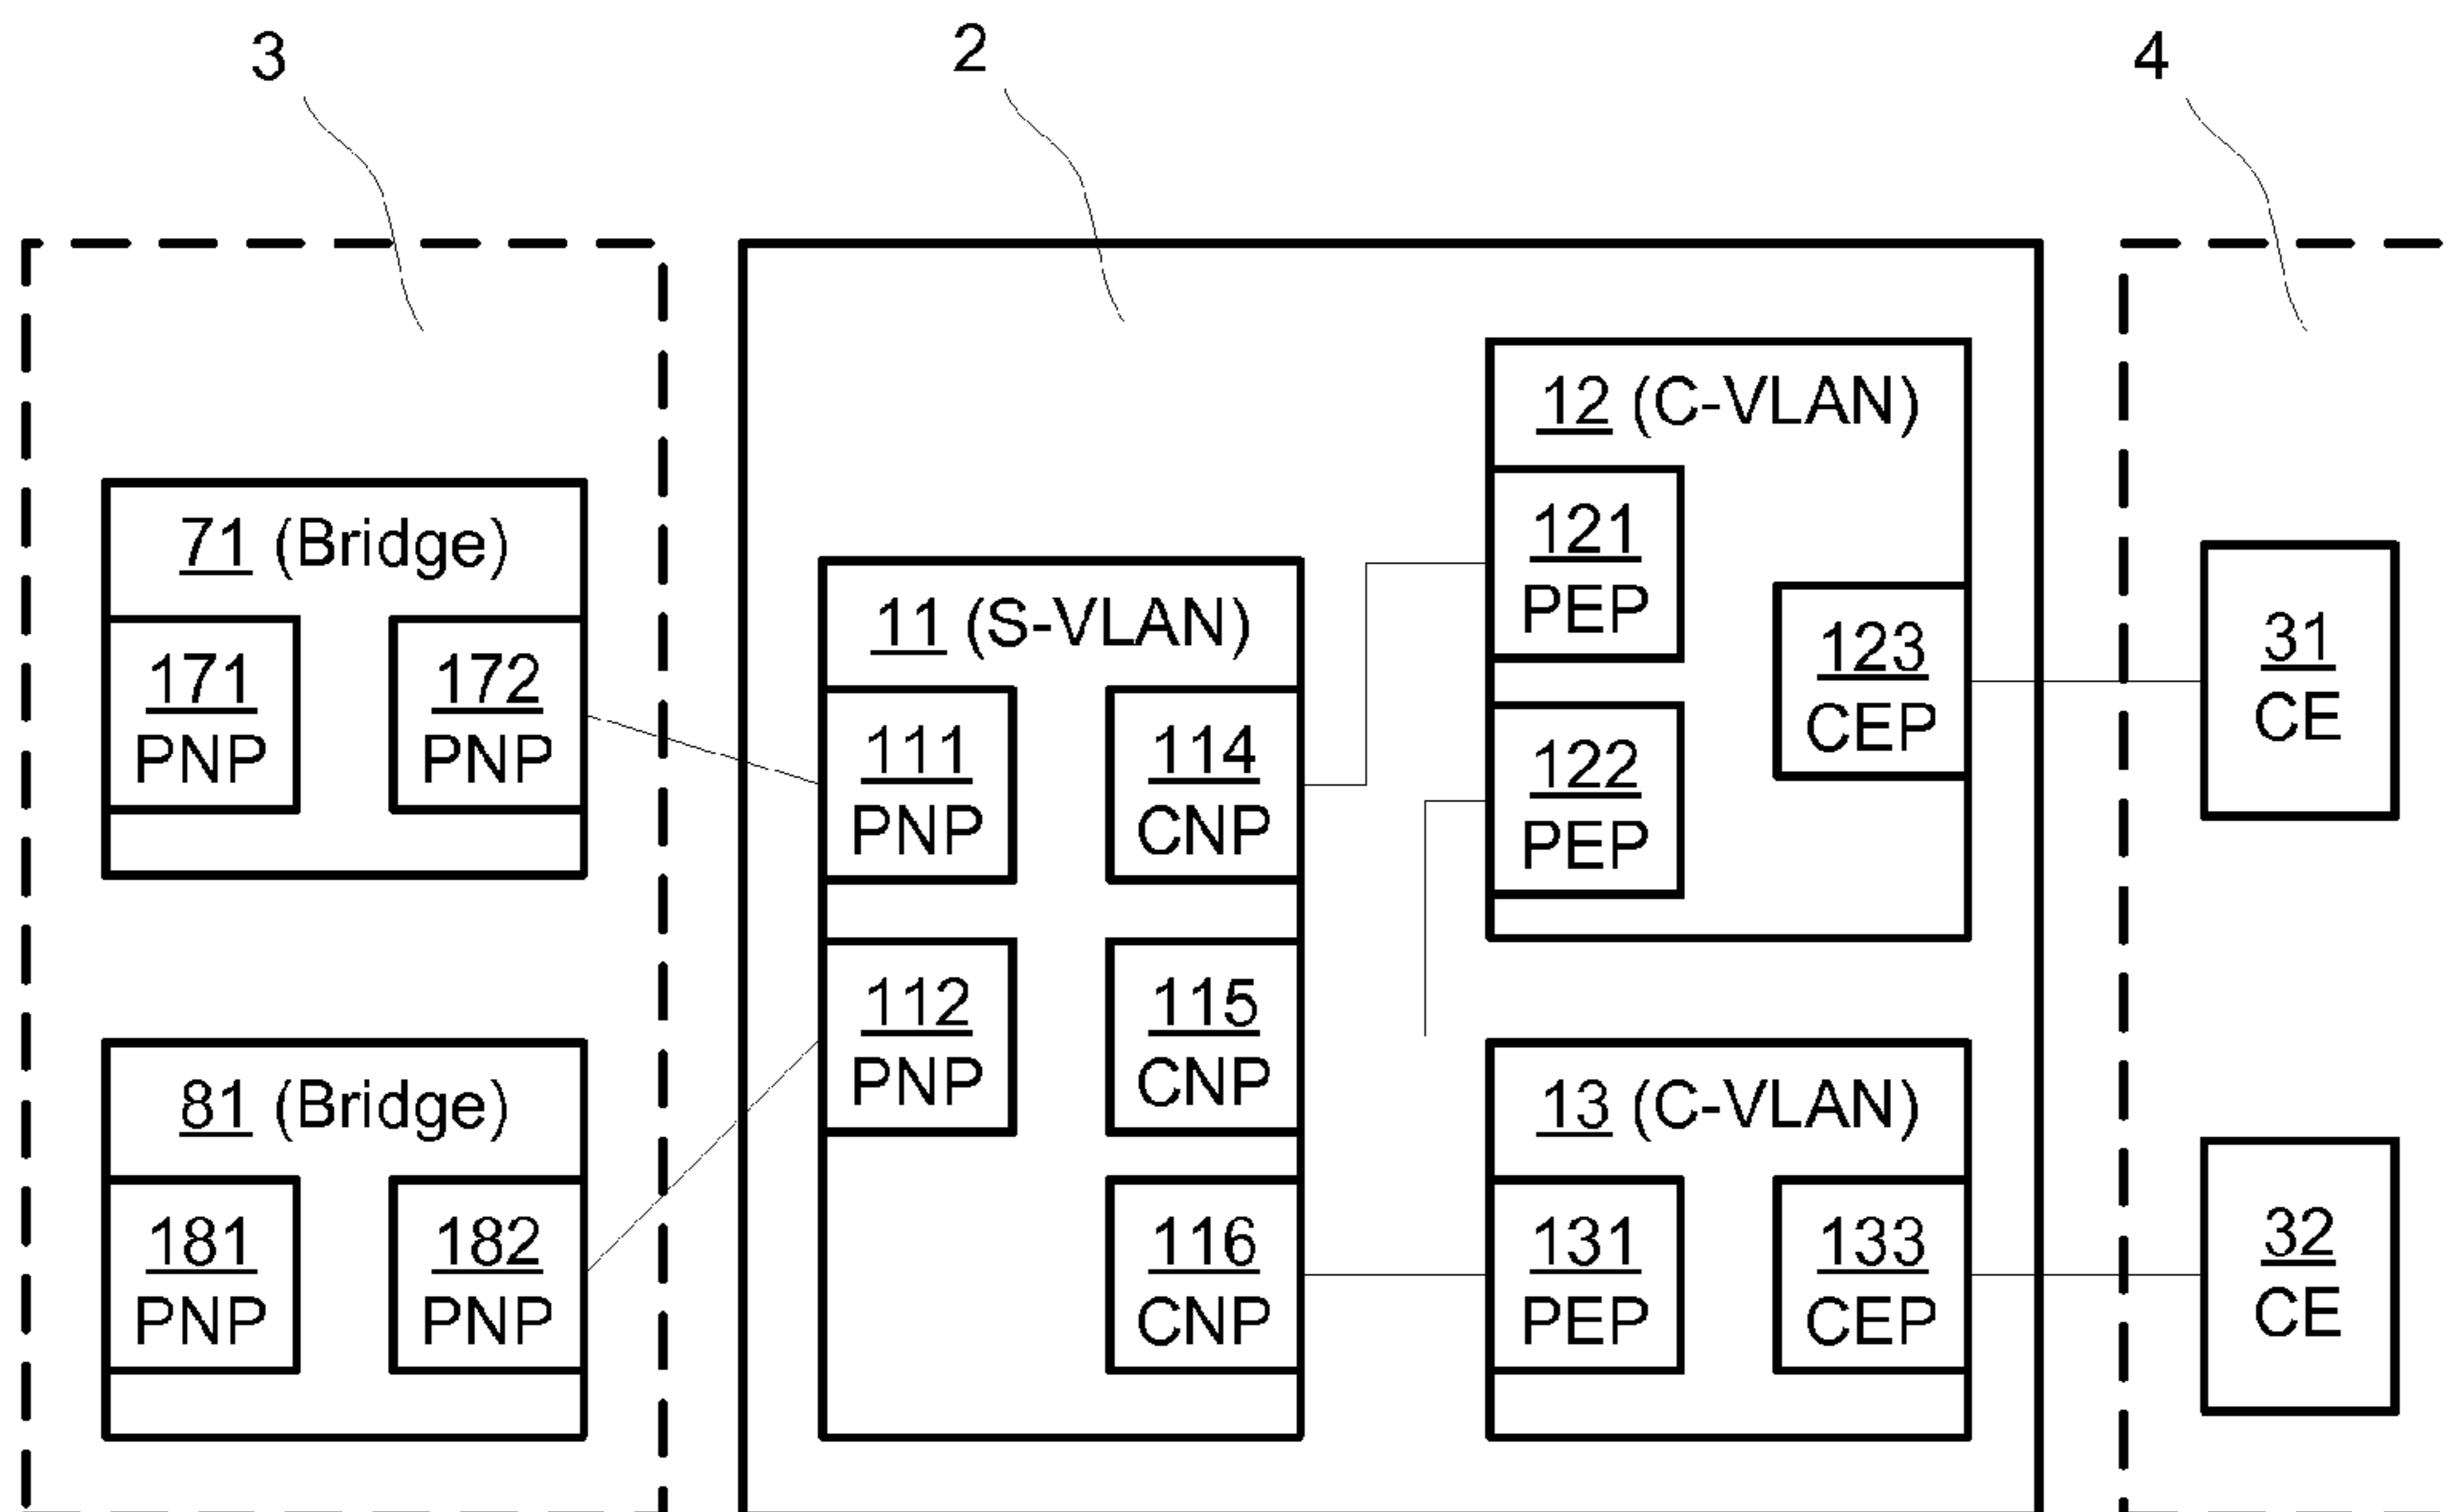 3
2
4
71 (Bridge)
171
PNP
172
PNP
81 (Bridge)
181
PNP
182
PNP
11 (S-VLAN)
111
PNP
114
CNP
112
PNP
115
CNP
116
CNP
12 (C-VLAN)
121
PEP
123
CEP
122
PEP
13 (C-VLAN)
131
PEP
133
CEP
31
CE
32
CE